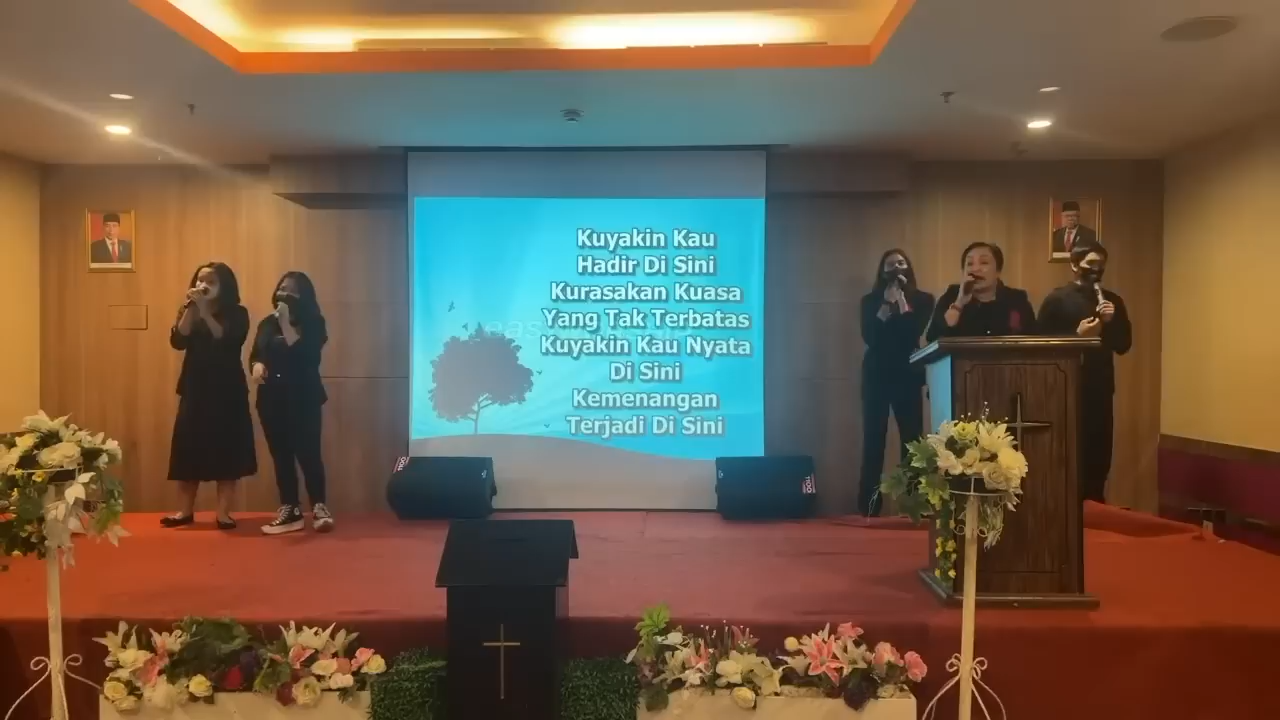 Kuyakin Kau
Hadir Di Sini
Kurasakan Kuasa
Yang Tak Terbatas
Kuyakin Kau Nyata
Di Sini
Kemenangan
Terjadi Di Sini